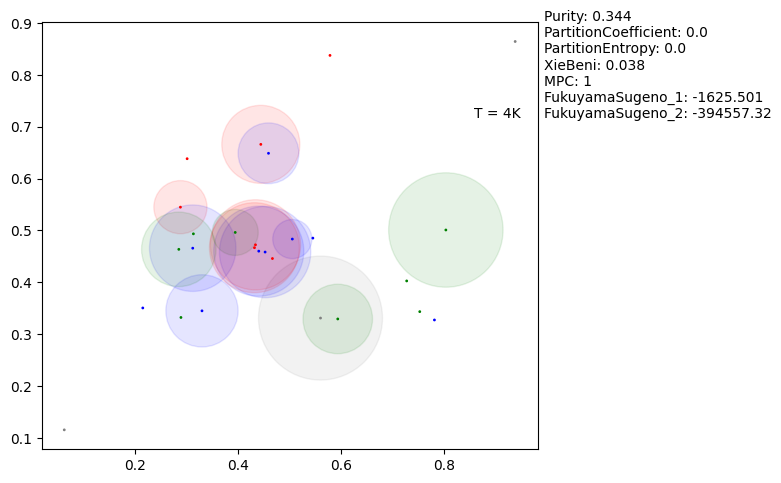 Purity: 0.344
PartitionCoefficient: 0.0
PartitionEntropy: 0.0
XieBeni: 0.038
MPC: 1
FukuyamaSugeno_1: -1625.501
FukuyamaSugeno_2: -394557.32
T = 4K
0.9
0.8
0.7
0.6
0.5
0.4
0.3
0.2
0.1
0.2 0.4 0.6 0.8